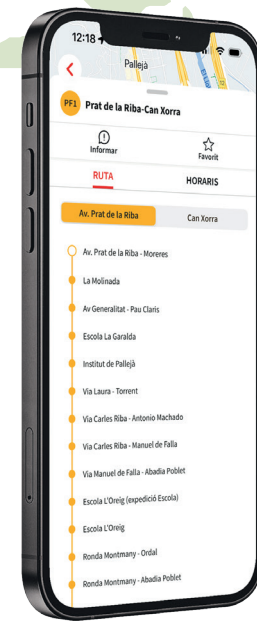 12:18
Pallejà
PF1 Prat de la Riba-Can Xorra
Informar
Favorit
RUTA
HORARIS
Av. Prat de la Riba
Can Xorra
Av. Prat de la Riba - Moreres
La Molinada
Av Generalitat - Pau Claris
Escola La Garalda
Institut de Pallejà
Via Laura - Torrent
Via Carles Riba - Antonio Machado
Via Carles Riba - Manuel de Falla
Via Manuel de Falla - Abadia Poblet
Escola L'Oreig (expedició Escola)
Escola L'Oreig
Ronda Montmany - Ordal
Ronda Montmany - Abadia Poblet